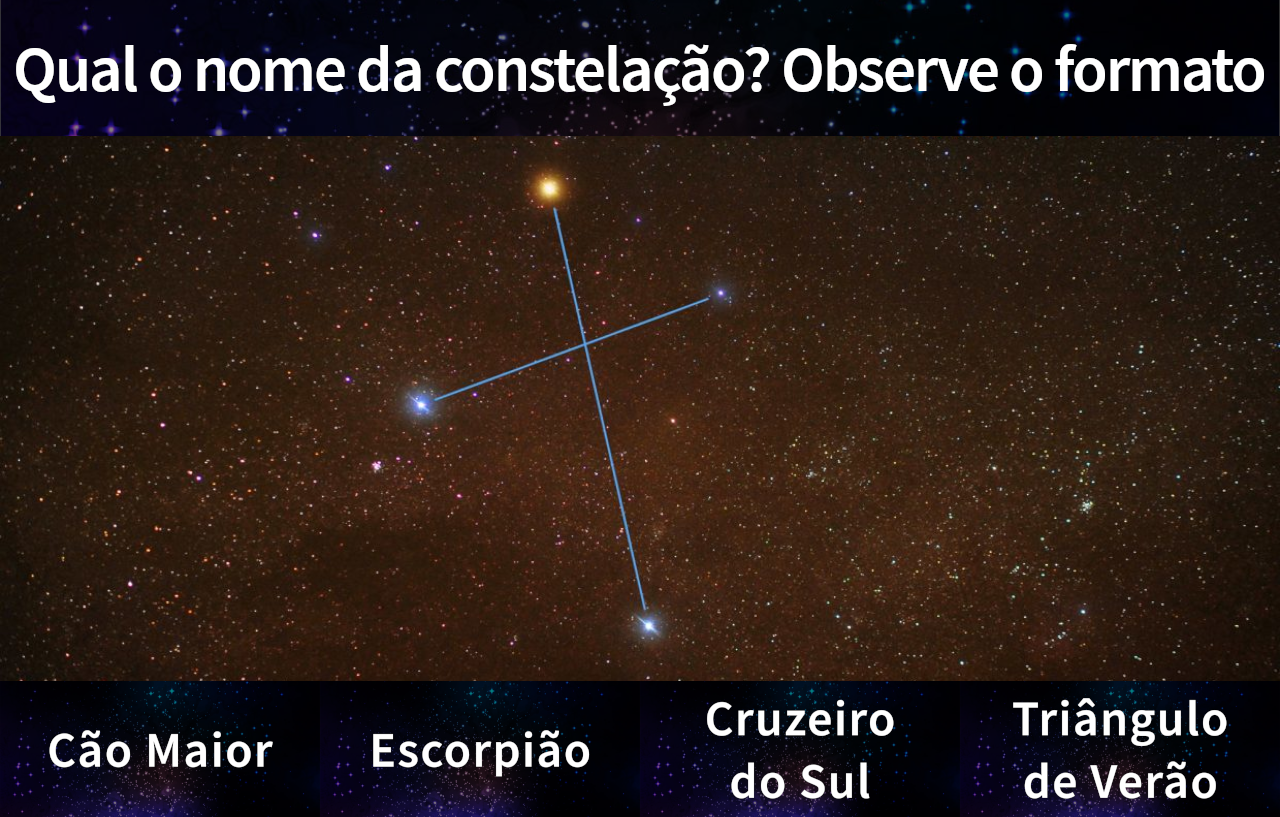 Qual o nome da constelação? Observe o formato
Cão Maior
Escorpião
Cruzeiro
do Sul
Triângulo
de Verão